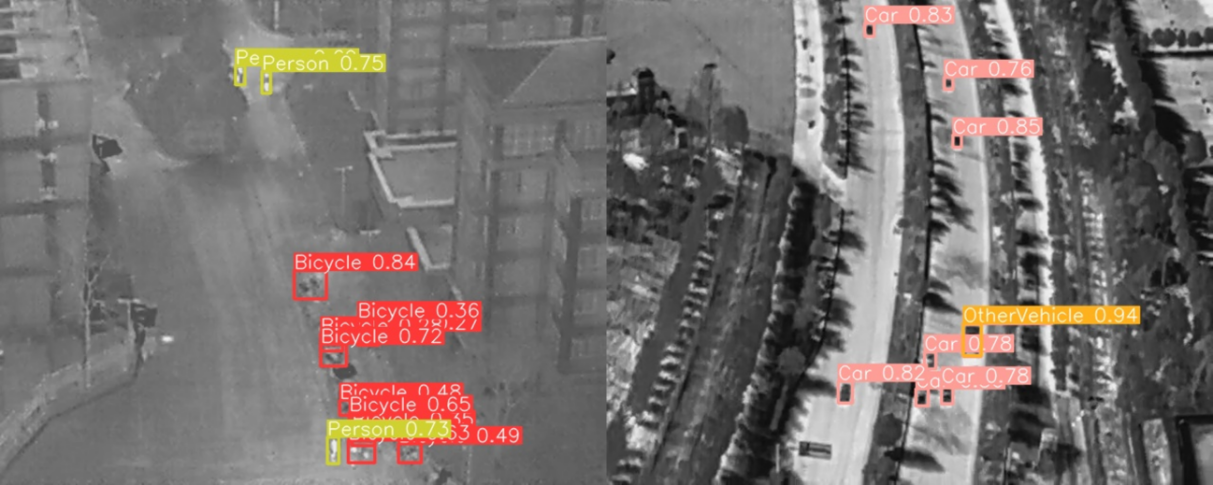 Person 0.75
Bicycle 0.84
Bicycle 0.36
Bicycle 0.72
Bicycle 0.48
Bicycle 0.65
Person 0.73
0.49
Car 0.83
Car 0.76
Car 0.85
OtherVehicle 0.94
Car 0.78
Car 0.82
Car 0.78